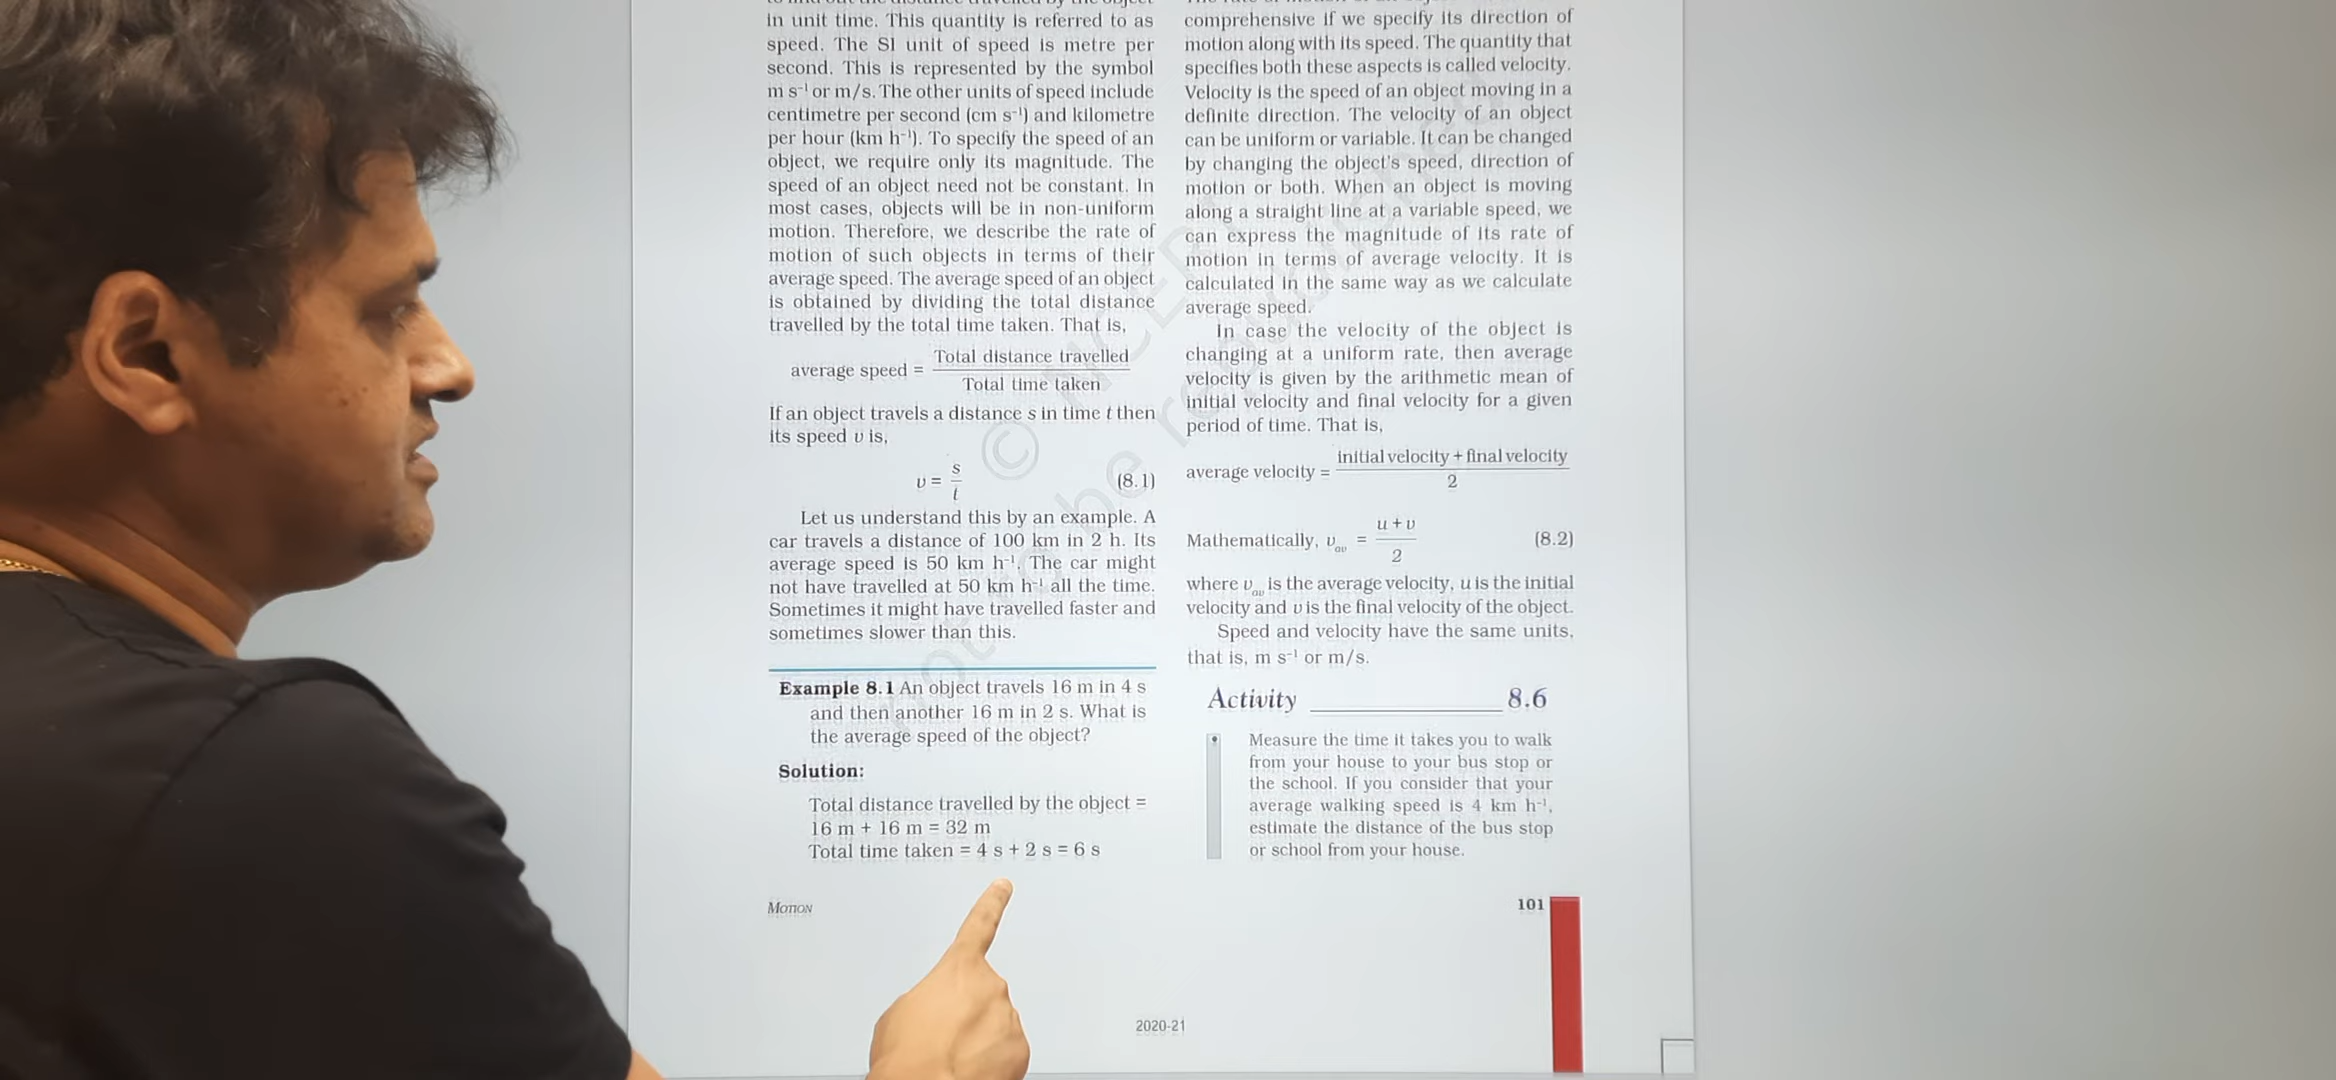 in unit time. This quantity is referred to as
speed. The SI unit of speed is metre per
second. This is represented by the symbol
m s⁻¹ or m/s. The other units of speed include
centimetre per second (cm s⁻¹) and kilometre
per hour (km h⁻¹). To specify the speed of an
object, we require only its magnitude. The
speed of an object need not be constant. In
most cases, objects will be in non-uniform
motion. Therefore, we describe the rate of
motion of such objects in terms of their
average speed. The average speed of an object
is obtained by dividing the total distance
travelled by the total time taken. That is,
average speed = Total distance travelled / Total time taken
If an object travels a distance s in time t then
its speed v is,
v = s/t (8.1)
Let us understand this by an example. A
car travels a distance of 100 km in 2 h. Its
average speed is 50 km h⁻¹. The car might
not have travelled at 50 km h⁻¹ all the time.
Sometimes it might have travelled faster and
sometimes slower than this.
Example 8.1 An object travels 16 m in 4 s
and then another 16 m in 2 s. What is
the average speed of the object?
Solution:
Total distance travelled by the object =
16 m + 16 m = 32 m
Total time taken = 4 s + 2 s = 6 s
comprehensive if we specify its direction of
motion along with its speed. The quantity that
specifies both these aspects is called velocity.
Velocity is the speed of an object moving in a
definite direction. The velocity of an object
can be uniform or variable. It can be changed
by changing the object's speed, direction of
motion or both. When an object is moving
along a straight line at a variable speed, we
can express the magnitude of its rate of
motion in terms of average velocity. It is
calculated in the same way as we calculate
average speed.
In case the velocity of the object is
changing at a uniform rate, then average
velocity is given by the arithmetic mean of
initial velocity and final velocity for a given
period of time. That is,
average velocity = initial velocity + final velocity / 2
Mathematically, v_av = u + v / 2 (8.2)
where v_av is the average velocity, u is the initial
velocity and v is the final velocity of the object.
Speed and velocity have the same units,
that is, m s⁻¹ or m/s.
Activity 8.6
• Measure the time it takes you to walk
from your house to your bus stop or
the school. If you consider that your
average walking speed is 4 km h⁻¹,
estimate the distance of the bus stop
or school from your house.
MOTION
101
2020-21
© NCERT
not to be republished